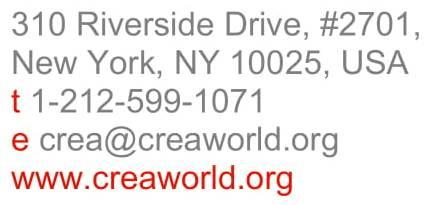 310 Riverside Drive, #2701,
New York, NY 10025, USA
t 1-212-599-1071
e crea@creaworld.org
www.creaworld.org